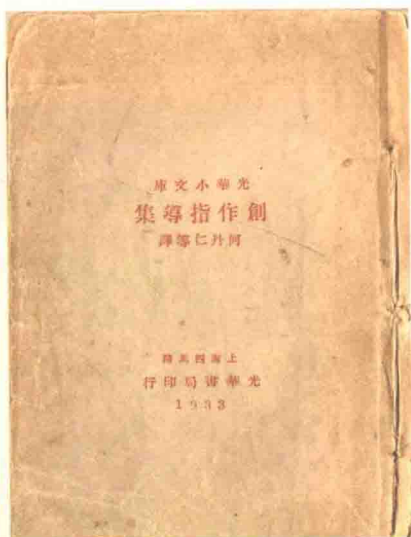 光華小文庫
創作指導集
何丹仁等譯
上海四馬路
光華書局印行
1933